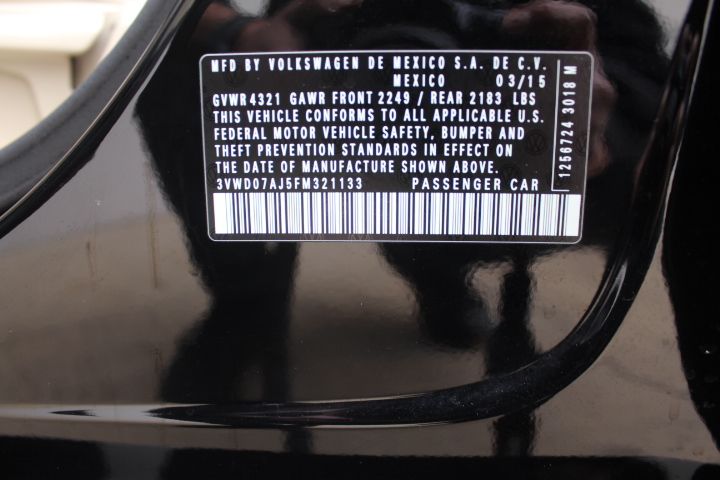 MFD BY VOLKSWAGEN DE MEXICO S.A. DE C.V.
MEXICO 03/15
GVWR 4321 GAWR FRONT 2249 / REAR 2183 LBS
THIS VEHICLE CONFORMS TO ALL APPLICABLE U.S.
FEDERAL MOTOR VEHICLE SAFETY, BUMPER AND
THEFT PREVENTION STANDARDS IN EFFECT ON
THE DATE OF MANUFACTURE SHOWN ABOVE.
3VWD07AJ5FM321133 PASSENGER CAR
1256724 3018 M